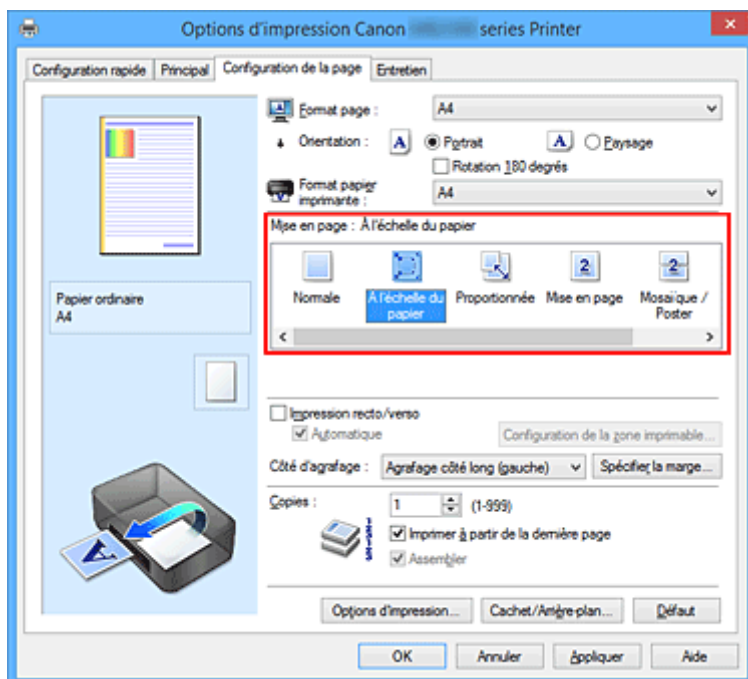 Options d'impression Canon series Printer
Configuration rapide Principal Configuration de la page Entretien
Format page :
A4
Orientation :
A
Portrait
A
Paysage
Rotation 180 degrés
Format papier
imprimante :
A4
Mise en page : À l'échelle du papier
Normale
À l'échelle du
papier
Proportionnée
2
Mise en page
2
Mosaïque /
Poster
Papier ordinaire
A4
Impression recto/verso
Automatique
Configuration de la zone imprimable...
Côté d'agrafage :
Agrafage côté long (gauche)
Spécifier la marge...
Copies :
1
(1-999)
Imprimer à partir de la dernière page
Assembler
A
Options d'impression...
Cachet/Arrière-plan...
Défaut
OK
Annuler
Appliquer
Aide